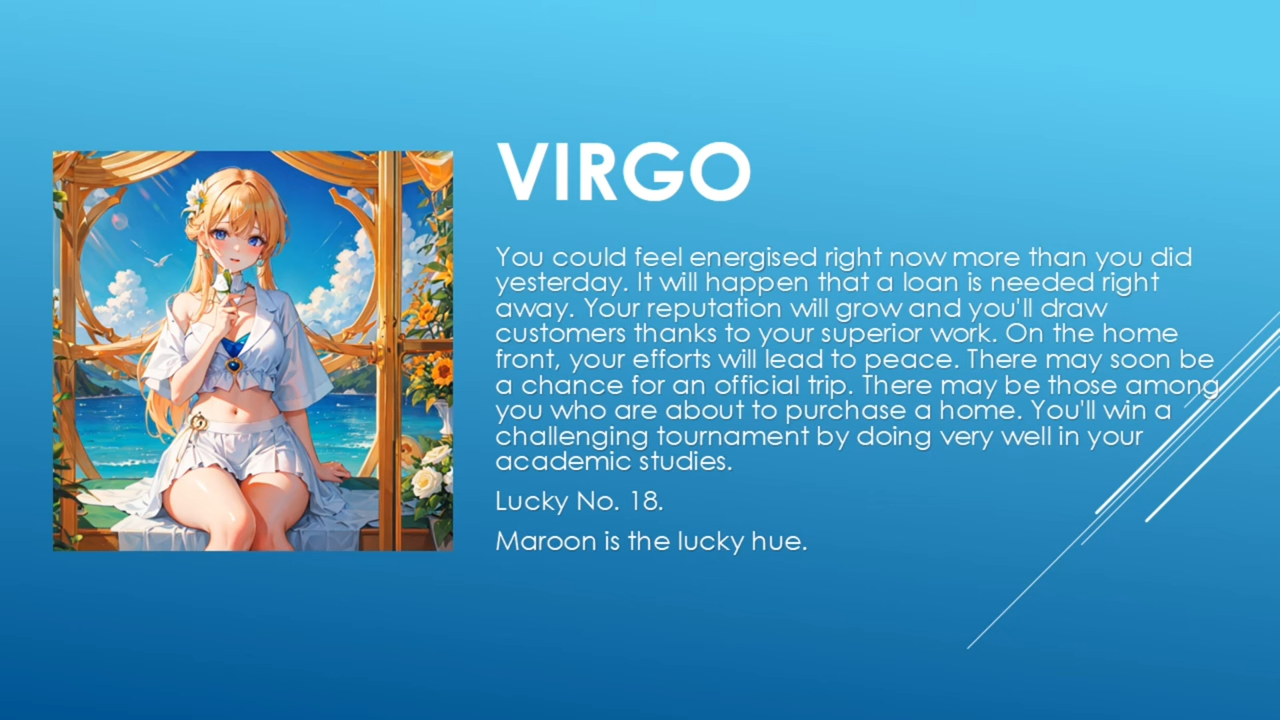 VIRGO
You could feel energised right now more than you did
yesterday. It will happen that a loan is needed right
away. Your reputation will grow and you'll draw
customers thanks to your superior work. On the home
front, your efforts will lead to peace. There may soon be
a chance for an official trip. There may be those among
you who are about to purchase a home. You'll win a
challenging tournament by doing very well in your
academic studies.
Lucky No. 18.
Maroon is the lucky hue.